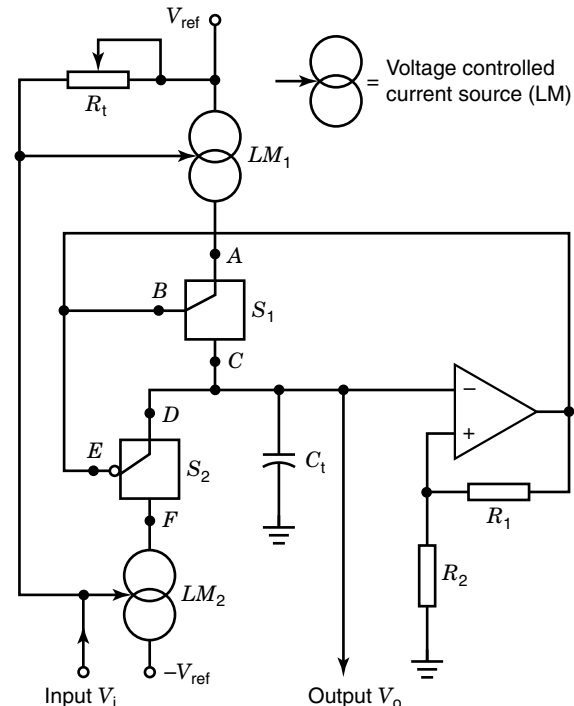 V_ref
R_t
= Voltage controlled
current source (LM)
LM_1
A
B
S_1
C
D
E
S_2
F
C_t
−
+
R_1
R_2
LM_2
−V_ref
Input V_i
Output V_o